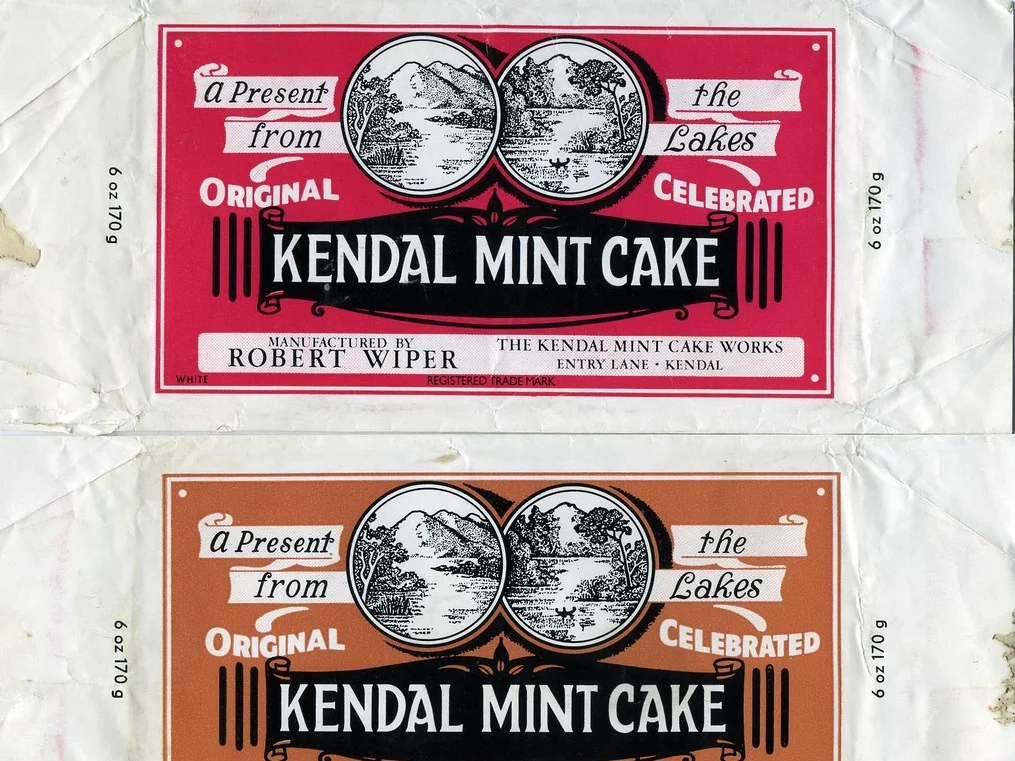 a Present
from
the
Lakes
ORIGINAL
CELEBRATED
KENDAL MINT CAKE
MANUFACTURED BY
ROBERT WIPER
THE KENDAL MINT CAKE WORKS
ENTRY LANE · KENDAL
WHITE
REGISTERED TRADE MARK
6 oz 170 g
6 oz 170 g
a Present
from
the
Lakes
ORIGINAL
CELEBRATED
KENDAL MINT CAKE
6 oz 170 g
6 oz 170 g